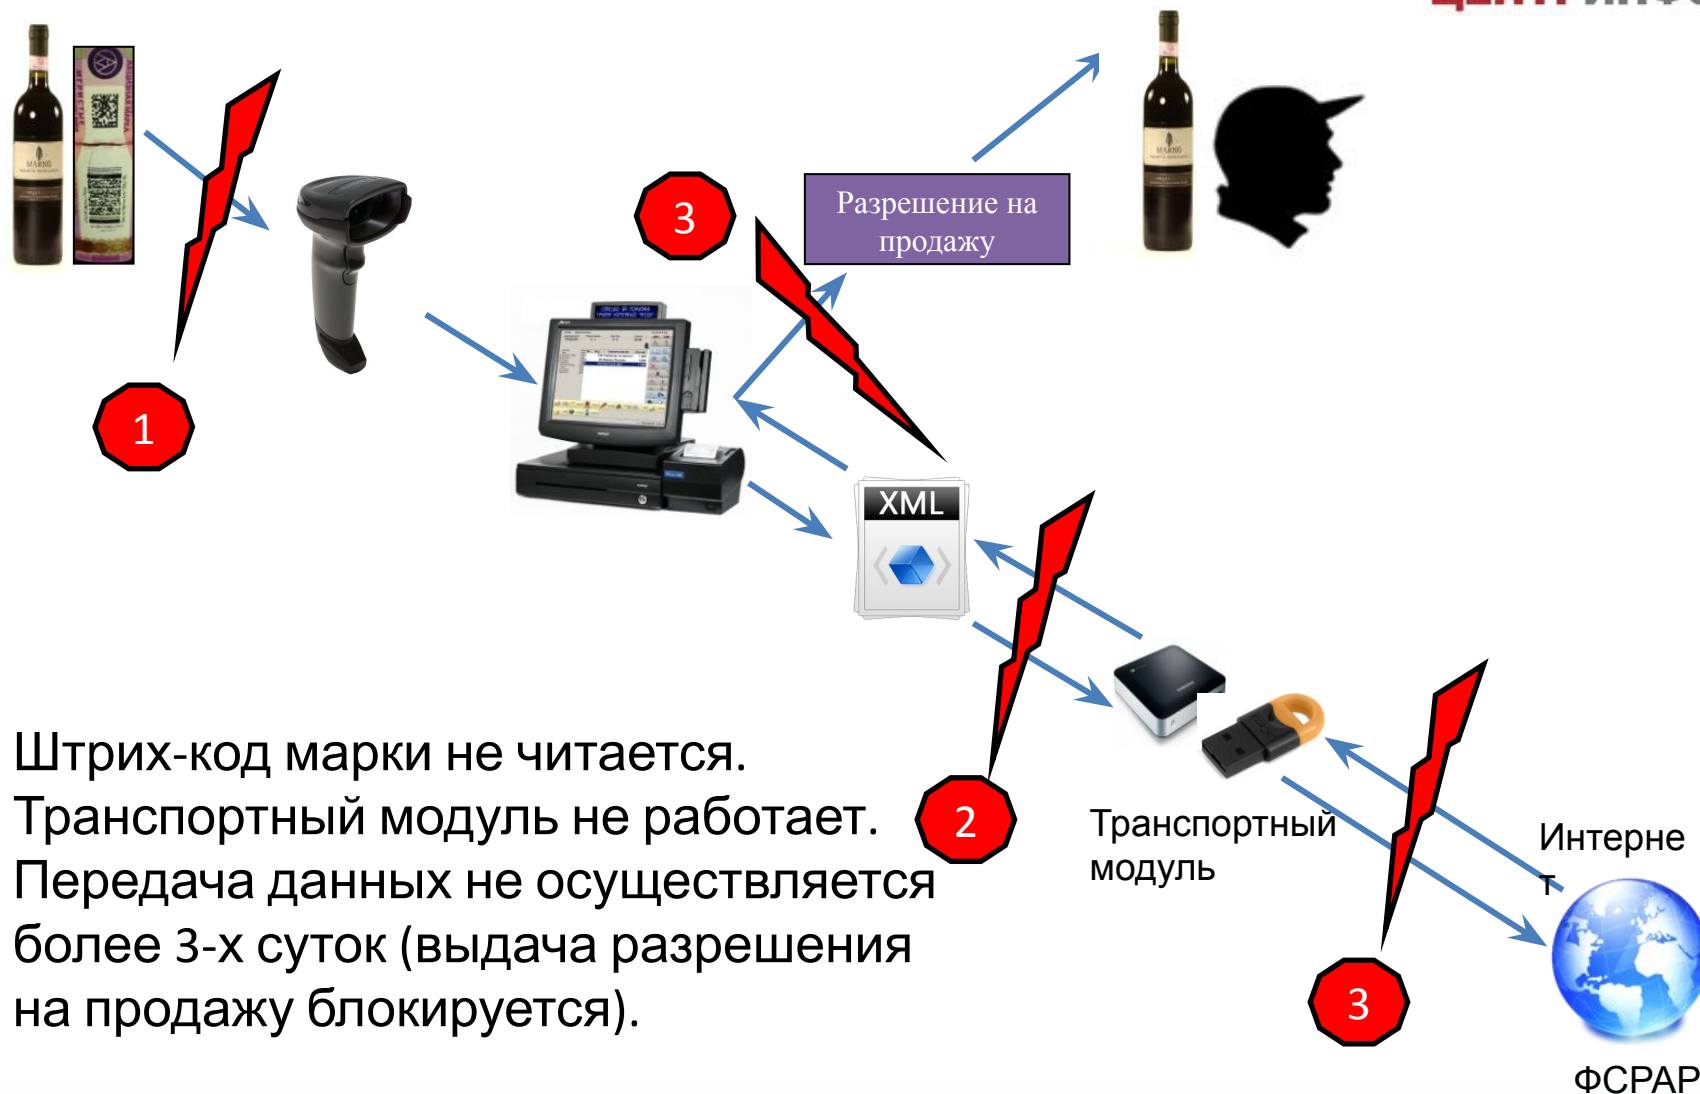 3
Разрешение на
продажу
1
XML
Штрих-код марки не читается.
Транспортный модуль не работает.
Передача данных не осуществляется
более 3-х суток (выдача разрешения
на продажу блокируется).
2
Транспортный
модуль
Интерне
т
3
ФСРАР